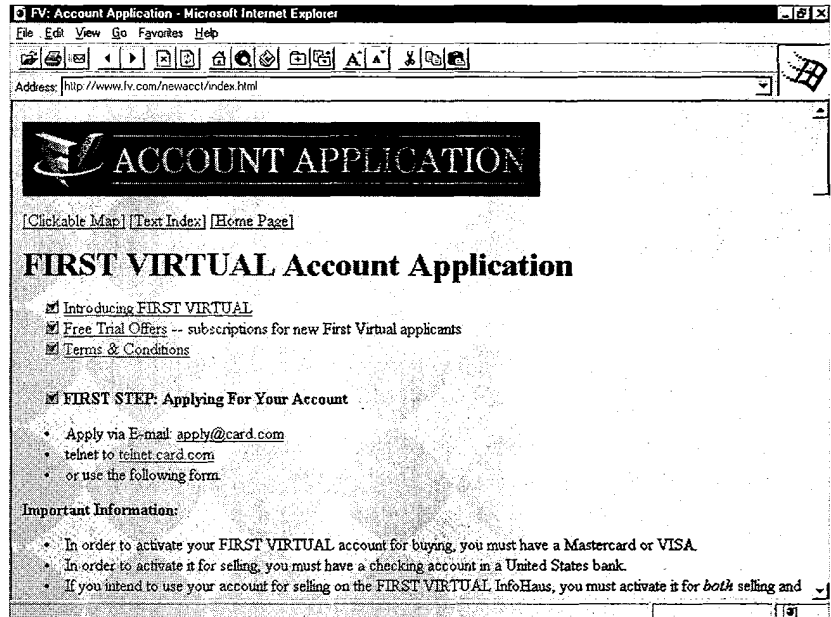 FV: Account Application - Microsoft Internet Explorer
File Edit View Go Favorites Help
Address: http://www.fv.com/newacct/index.html
ACCOUNT APPLICATION
[Clickable Map] [Text Index] [Home Page]
FIRST VIRTUAL Account Application
Introducing FIRST VIRTUAL
Free Trial Offers -- subscriptions for new First Virtual applicants
Terms & Conditions
FIRST STEP: Applying For Your Account
• Apply via E-mail: apply@card.com
• telnet to telnet.card.com
• or use the following form.
Important Information:
• In order to activate your FIRST VIRTUAL account for buying, you must have a Mastercard or VISA.
• In order to activate it for selling, you must have a checking account in a United States bank.
• If you intend to use your account for selling on the FIRST VIRTUAL InfoHaus, you must activate it for both selling and